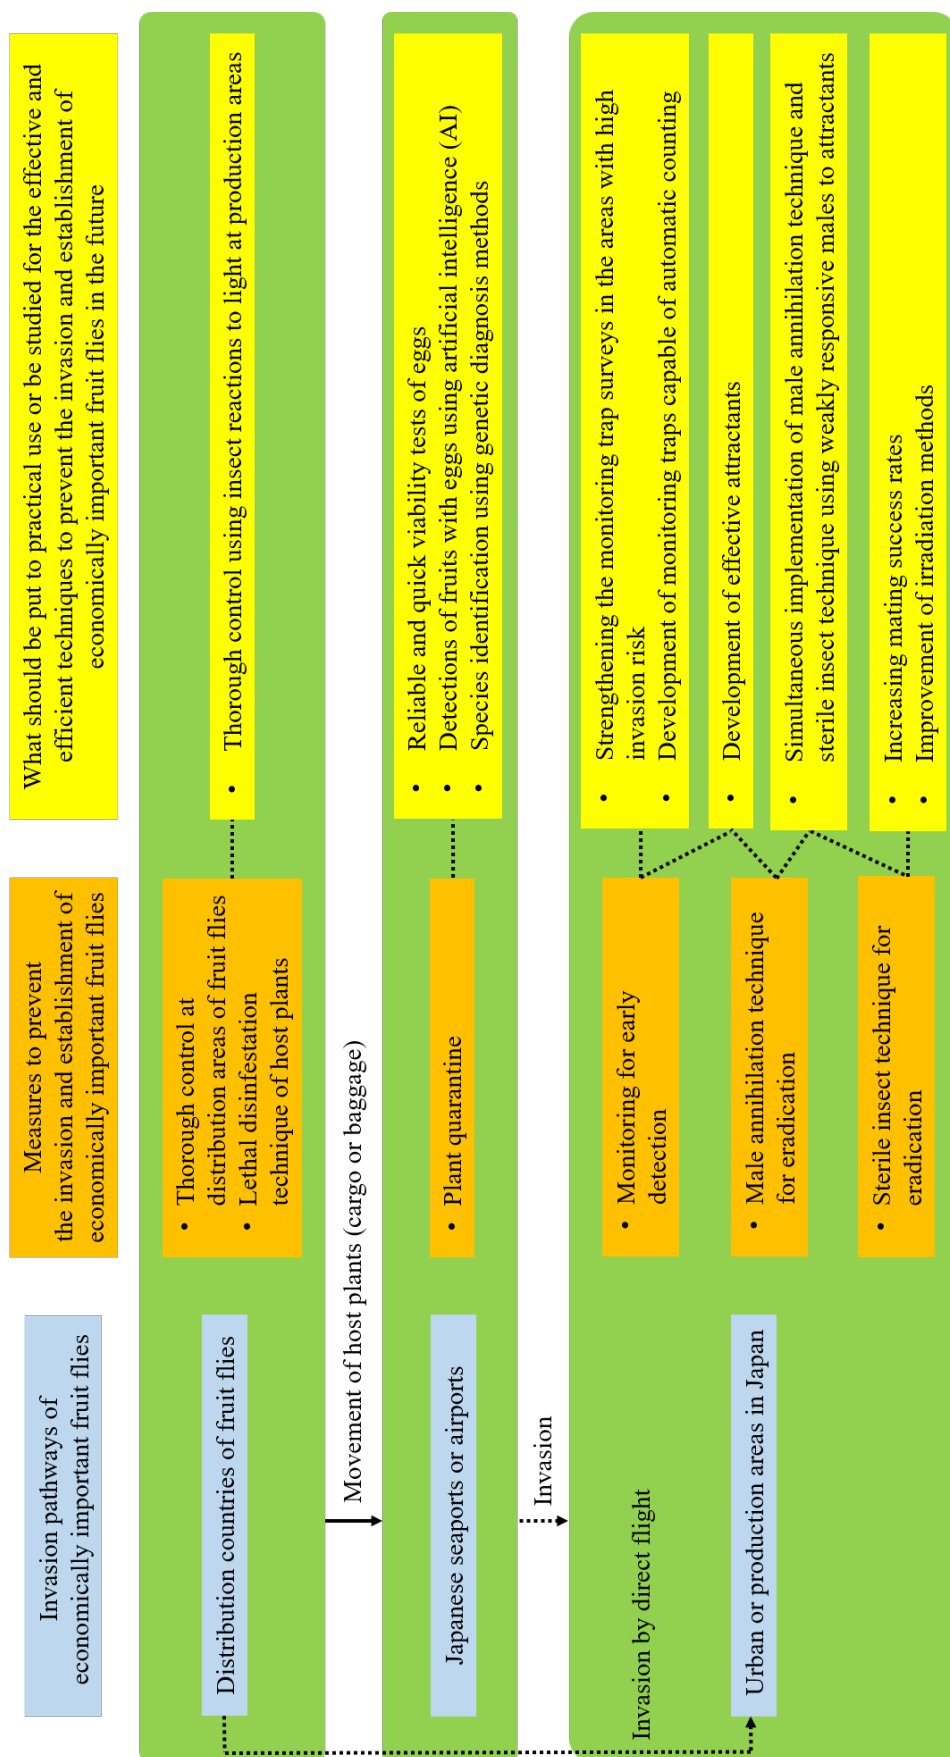 Invasion pathways of
economically important fruit flies
Measures to prevent
the invasion and establishment of
economically important fruit flies
What should be put to practical use or be studied for the effective and
efficient techniques to prevent the invasion and establishment of
economically important fruit flies in the future
Distribution countries of fruit flies
• Thorough control at
distribution areas of fruit flies
• Lethal disinfestation
technique of host plants
• Thorough control using insect reactions to light at production areas
Movement of host plants (cargo or baggage)
Japanese seaports or airports
• Plant quarantine
• Reliable and quick viability tests of eggs
• Detections of fruits with eggs using artificial intelligence (AI)
• Species identification using genetic diagnosis methods
Invasion
Invasion by direct flight
Urban or production areas in Japan
• Monitoring for early
detection
• Male annihilation technique
for eradication
• Sterile insect technique for
eradication
• Strengthening the monitoring trap surveys in the areas with high
invasion risk
• Development of monitoring traps capable of automatic counting
• Development of effective attractants
• Simultaneous implementation of male annihilation technique and
sterile insect technique using weakly responsive males to attractants
• Increasing mating success rates
• Improvement of irradiation methods